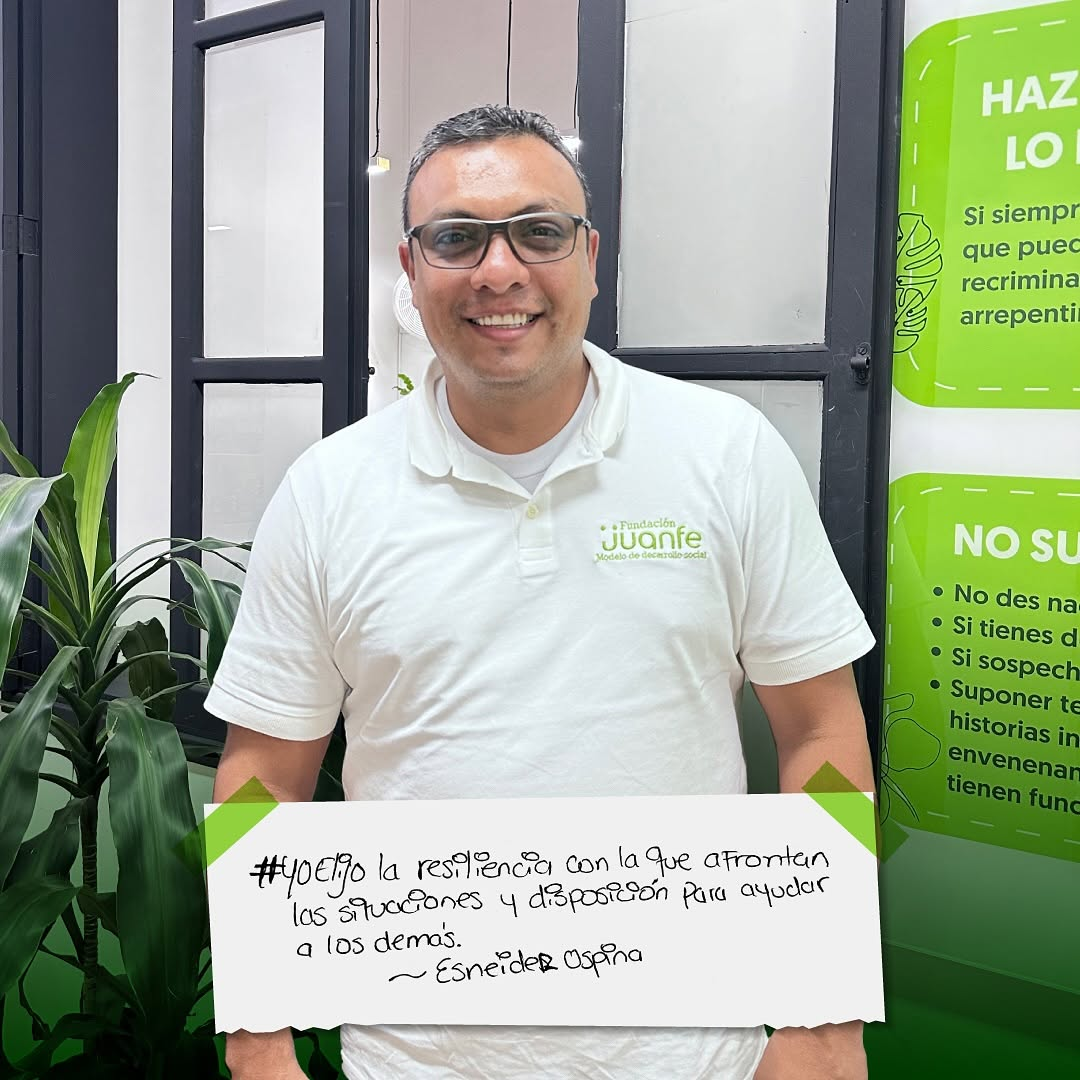 HAZ
LO
Si siempr
que pued
recrimina
arrepenti
Fundación
juanfe
Modelo de desarrollo social
NO SU
No des na
Si tienes d
Si sospech
Suponer te
historias in
envenenan
tienen func
#YOElijo la resiliencia con la que afrontan
las situaciones y disposición para ayudar
a los demás.
~ Esneider Ospina